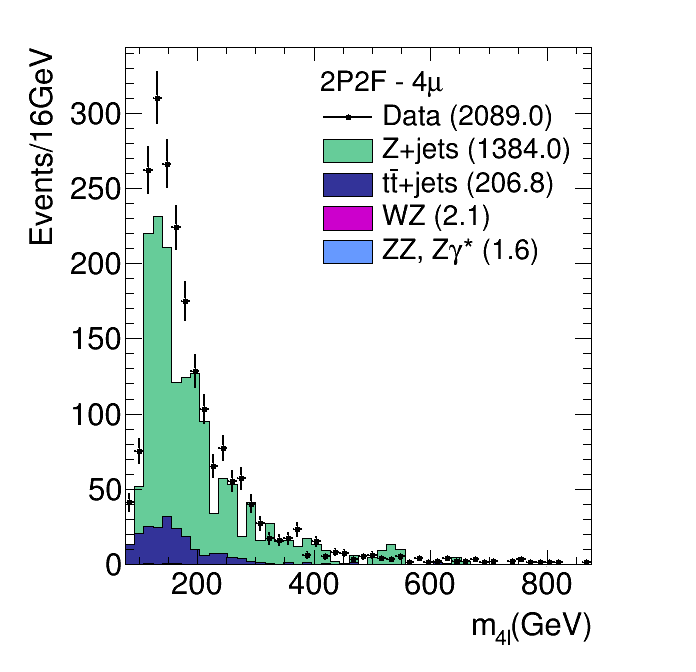 Events/16GeV
2P2F - 4μ
Data (2089.0)
Z+jets (1384.0)
tt̄+jets (206.8)
WZ (2.1)
ZZ, Zγ* (1.6)
300
250
200
150
100
50
0
200 400 600 800
m4l(GeV)